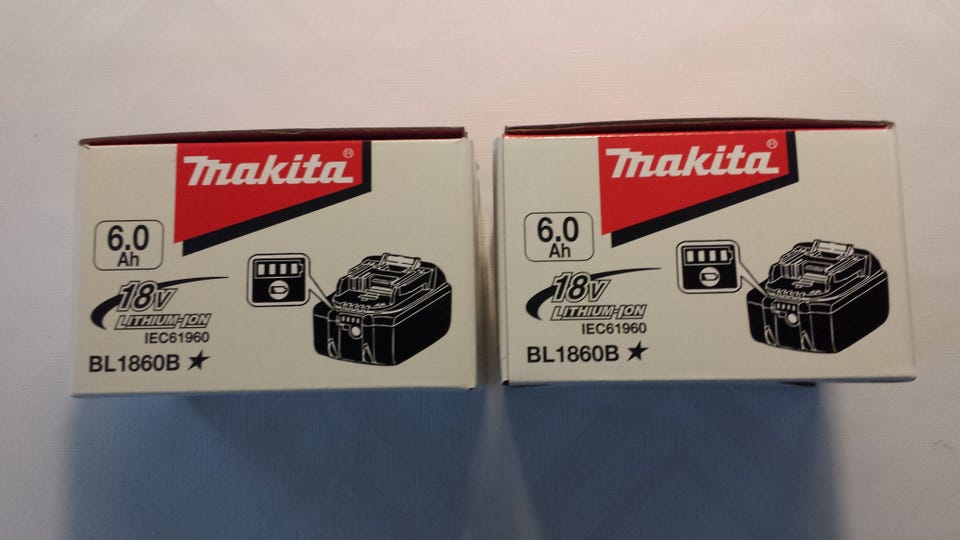 makita®
6.0
Ah
18V
LITHIUM-ION
IEC61960
BL1860B ★
makita®
6.0
Ah
18V
LITHIUM-ION
IEC61960
BL1860B ★